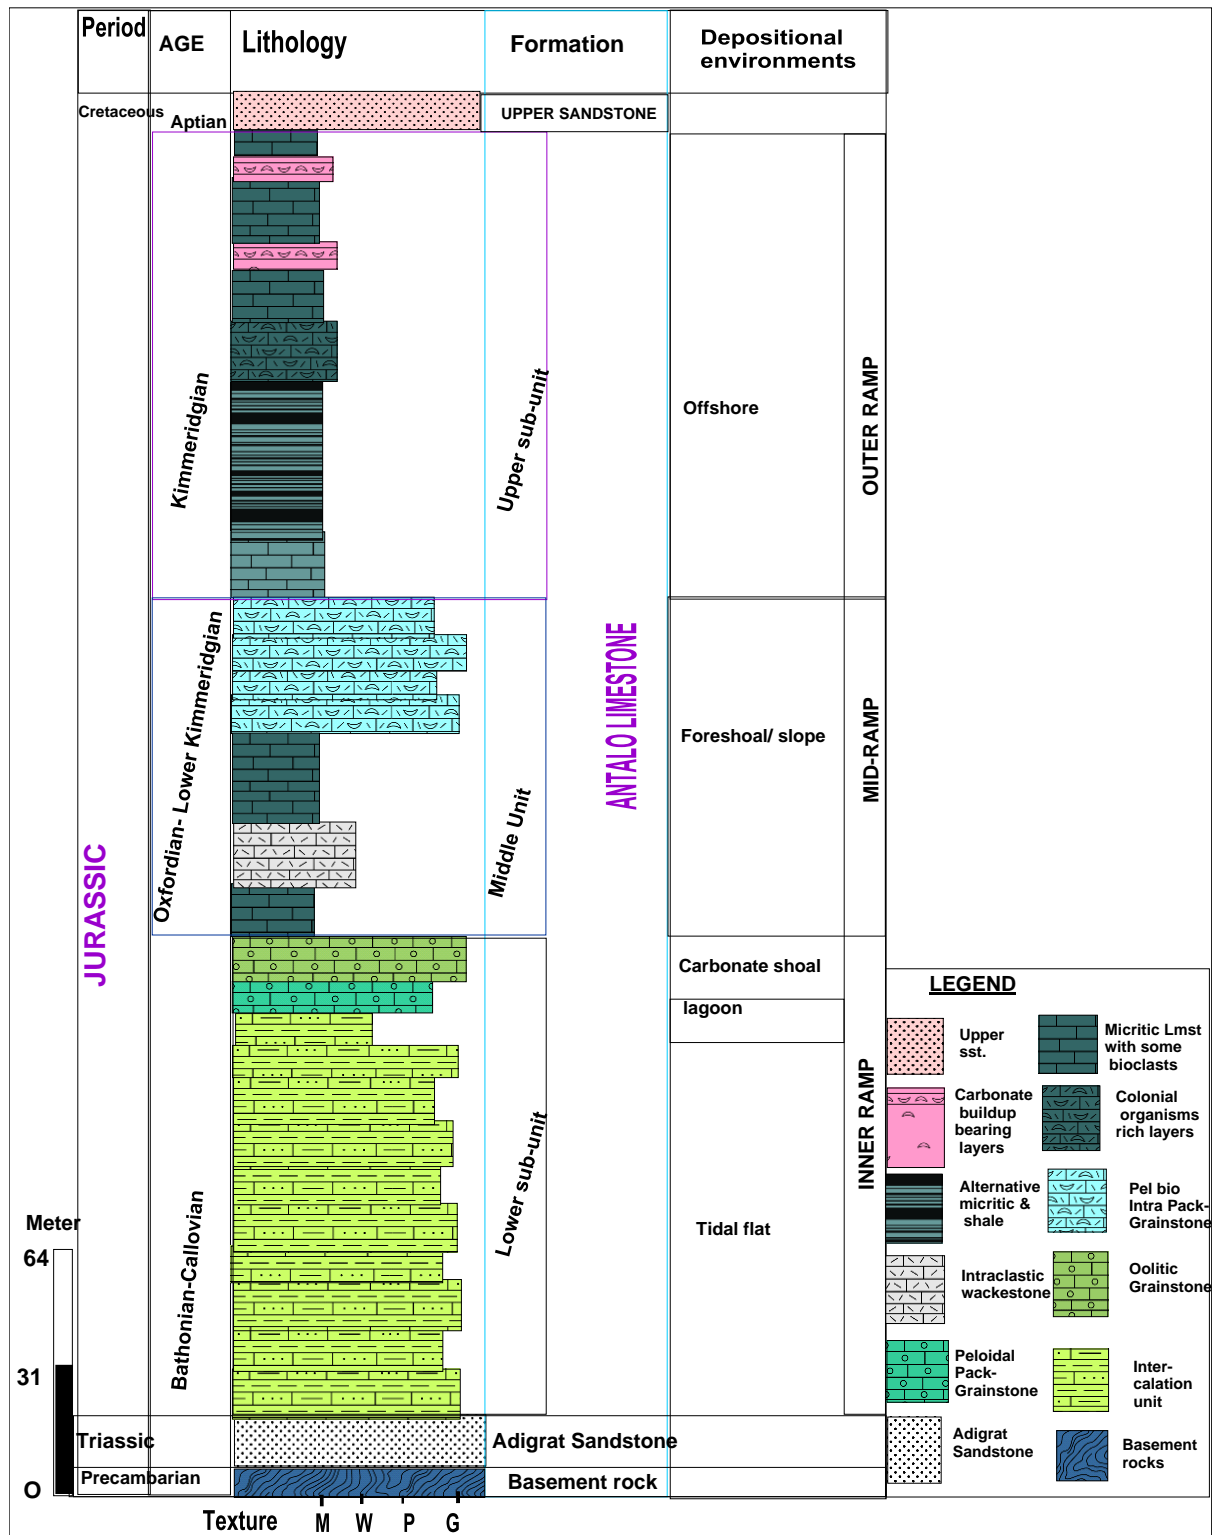 Period
AGE
Lithology
Formation
Depositional
environments
Cretaceous
Aptian
UPPER SANDSTONE
Kimmeridgian
Upper sub-unit
Offshore
OUTER RAMP
JURASSIC
Oxfordian- Lower Kimmeridgian
Middle Unit
ANTALO LIMESTONE
Foreshoal/ slope
MID-RAMP
Bathonian-Callovian
Lower sub-unit
Carbonate shoal
lagoon
Tidal flat
INNER RAMP
Triassic
Adigrat Sandstone
Precambarian
Basement rock
Meter
64
31
O
Texture M W P G
LEGEND
Upper
sst.
Micritic Lmst
with some
bioclasts
Carbonate
buildup
bearing
layers
Colonial
organisms
rich layers
Alternative
micritic &
shale
Pel bio
Intra Pack-
Grainstone
Intraclastic
wackestone
Oolitic
Grainstone
Peloidal
Pack-
Grainstone
Inter-
calation
unit
Adigrat
Sandstone
Basement
rocks